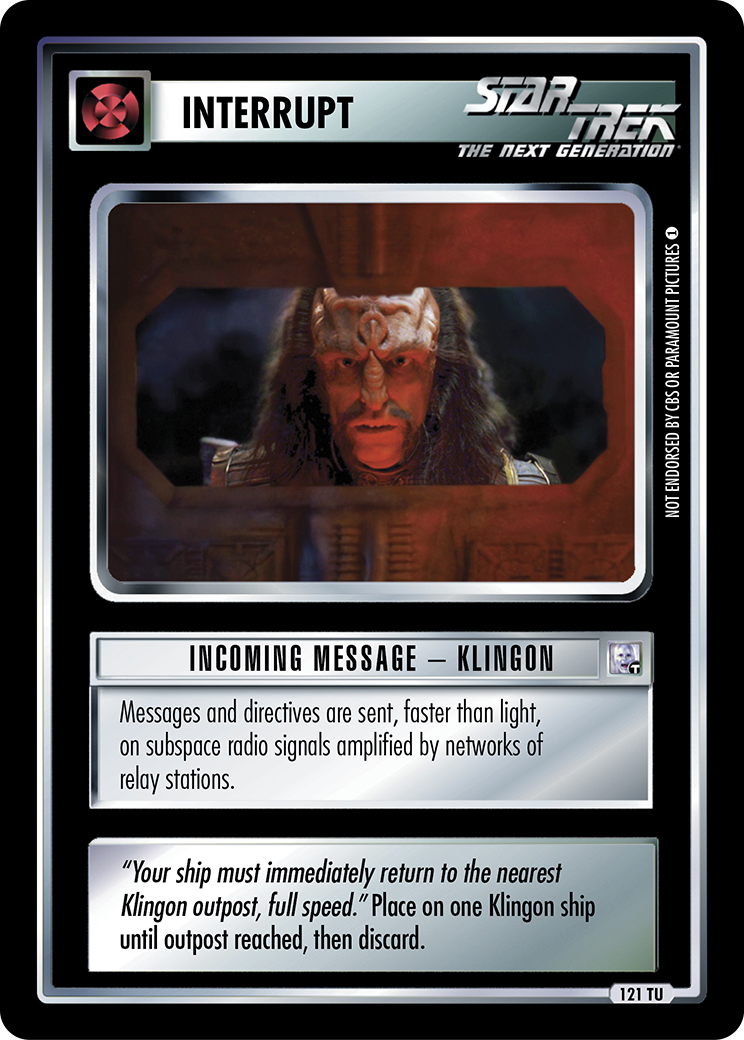 INTERRUPT
STAR TREK
THE NEXT GENERATION
NOT ENDORSED BY CBS OR PARAMOUNT PICTURES 1
INCOMING MESSAGE – KLINGON
T
Messages and directives are sent, faster than light,
on subspace radio signals amplified by networks of
relay stations.
“Your ship must immediately return to the nearest
Klingon outpost, full speed.” Place on one Klingon ship
until outpost reached, then discard.
121 TU